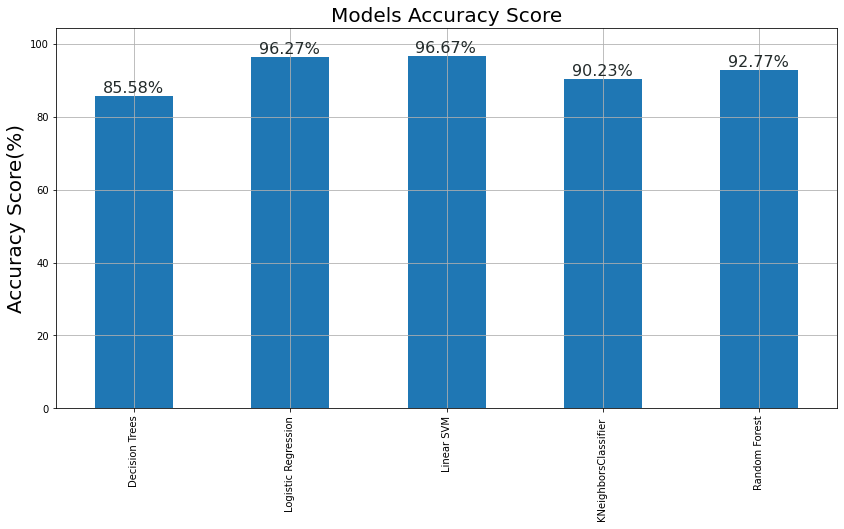 Models Accuracy Score
Accuracy Score(%)
100
80
60
40
20
0
85.58%
96.27%
96.67%
90.23%
92.77%
Decision Trees
Logistic Regression
Linear SVM
KNeighborsClassifier
Random Forest